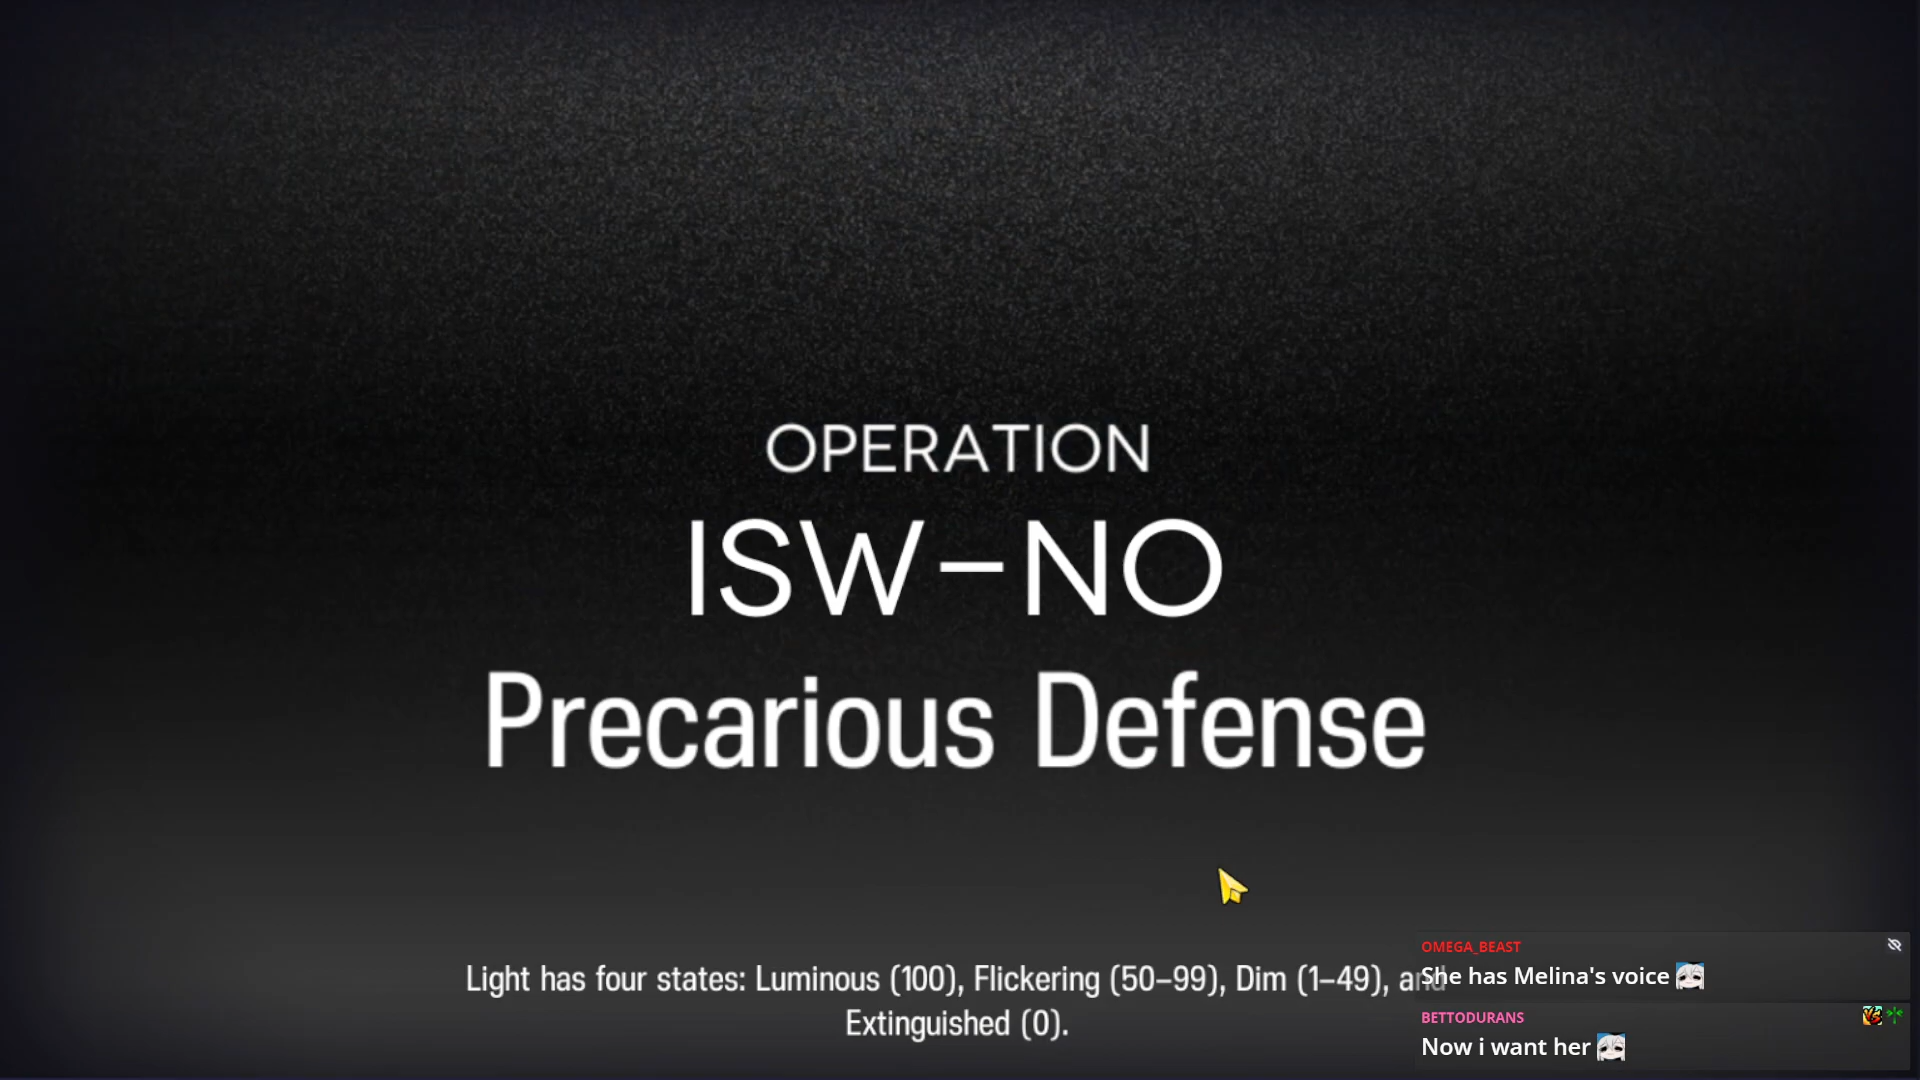 OPERATION
ISW-NO
Precarious Defense
Light has four states: Luminous (100), Flickering (50–99), Dim (1–49), and
Extinguished (0).
OMEGA_BEAST
She has Melina's voice
BETTODURANS
Now i want her